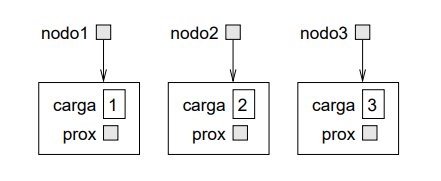 nodo1 nodo2 nodo3
carga 1 carga 2 carga 3
prox prox prox